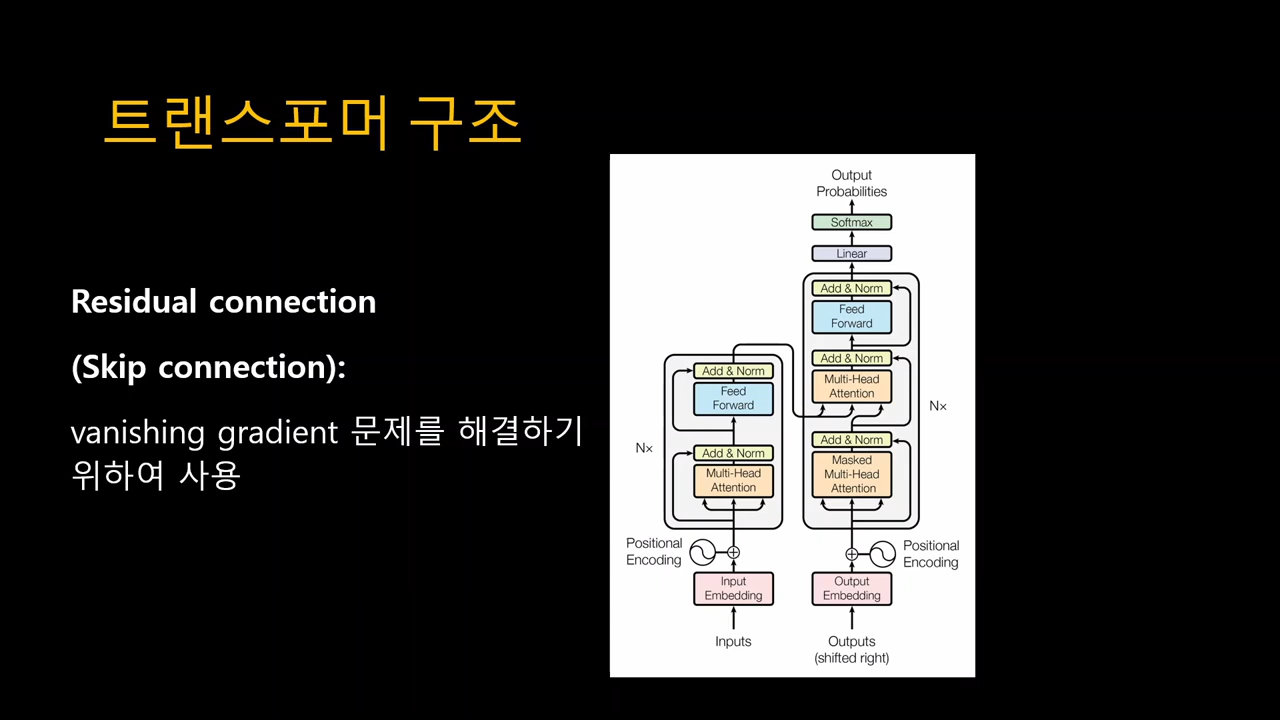 트랜스포머 구조
Residual connection
(Skip connection):
vanishing gradient 문제를 해결하기
위하여 사용
Output
Probabilities
Softmax
Linear
Add & Norm
Feed
Forward
Add & Norm
Multi-Head
Attention
Nx
Add & Norm
Masked
Multi-Head
Attention
Add & Norm
Feed
Forward
Nx
Add & Norm
Multi-Head
Attention
Positional
Encoding
Positional
Encoding
Input
Embedding
Output
Embedding
Inputs
Outputs
(shifted right)